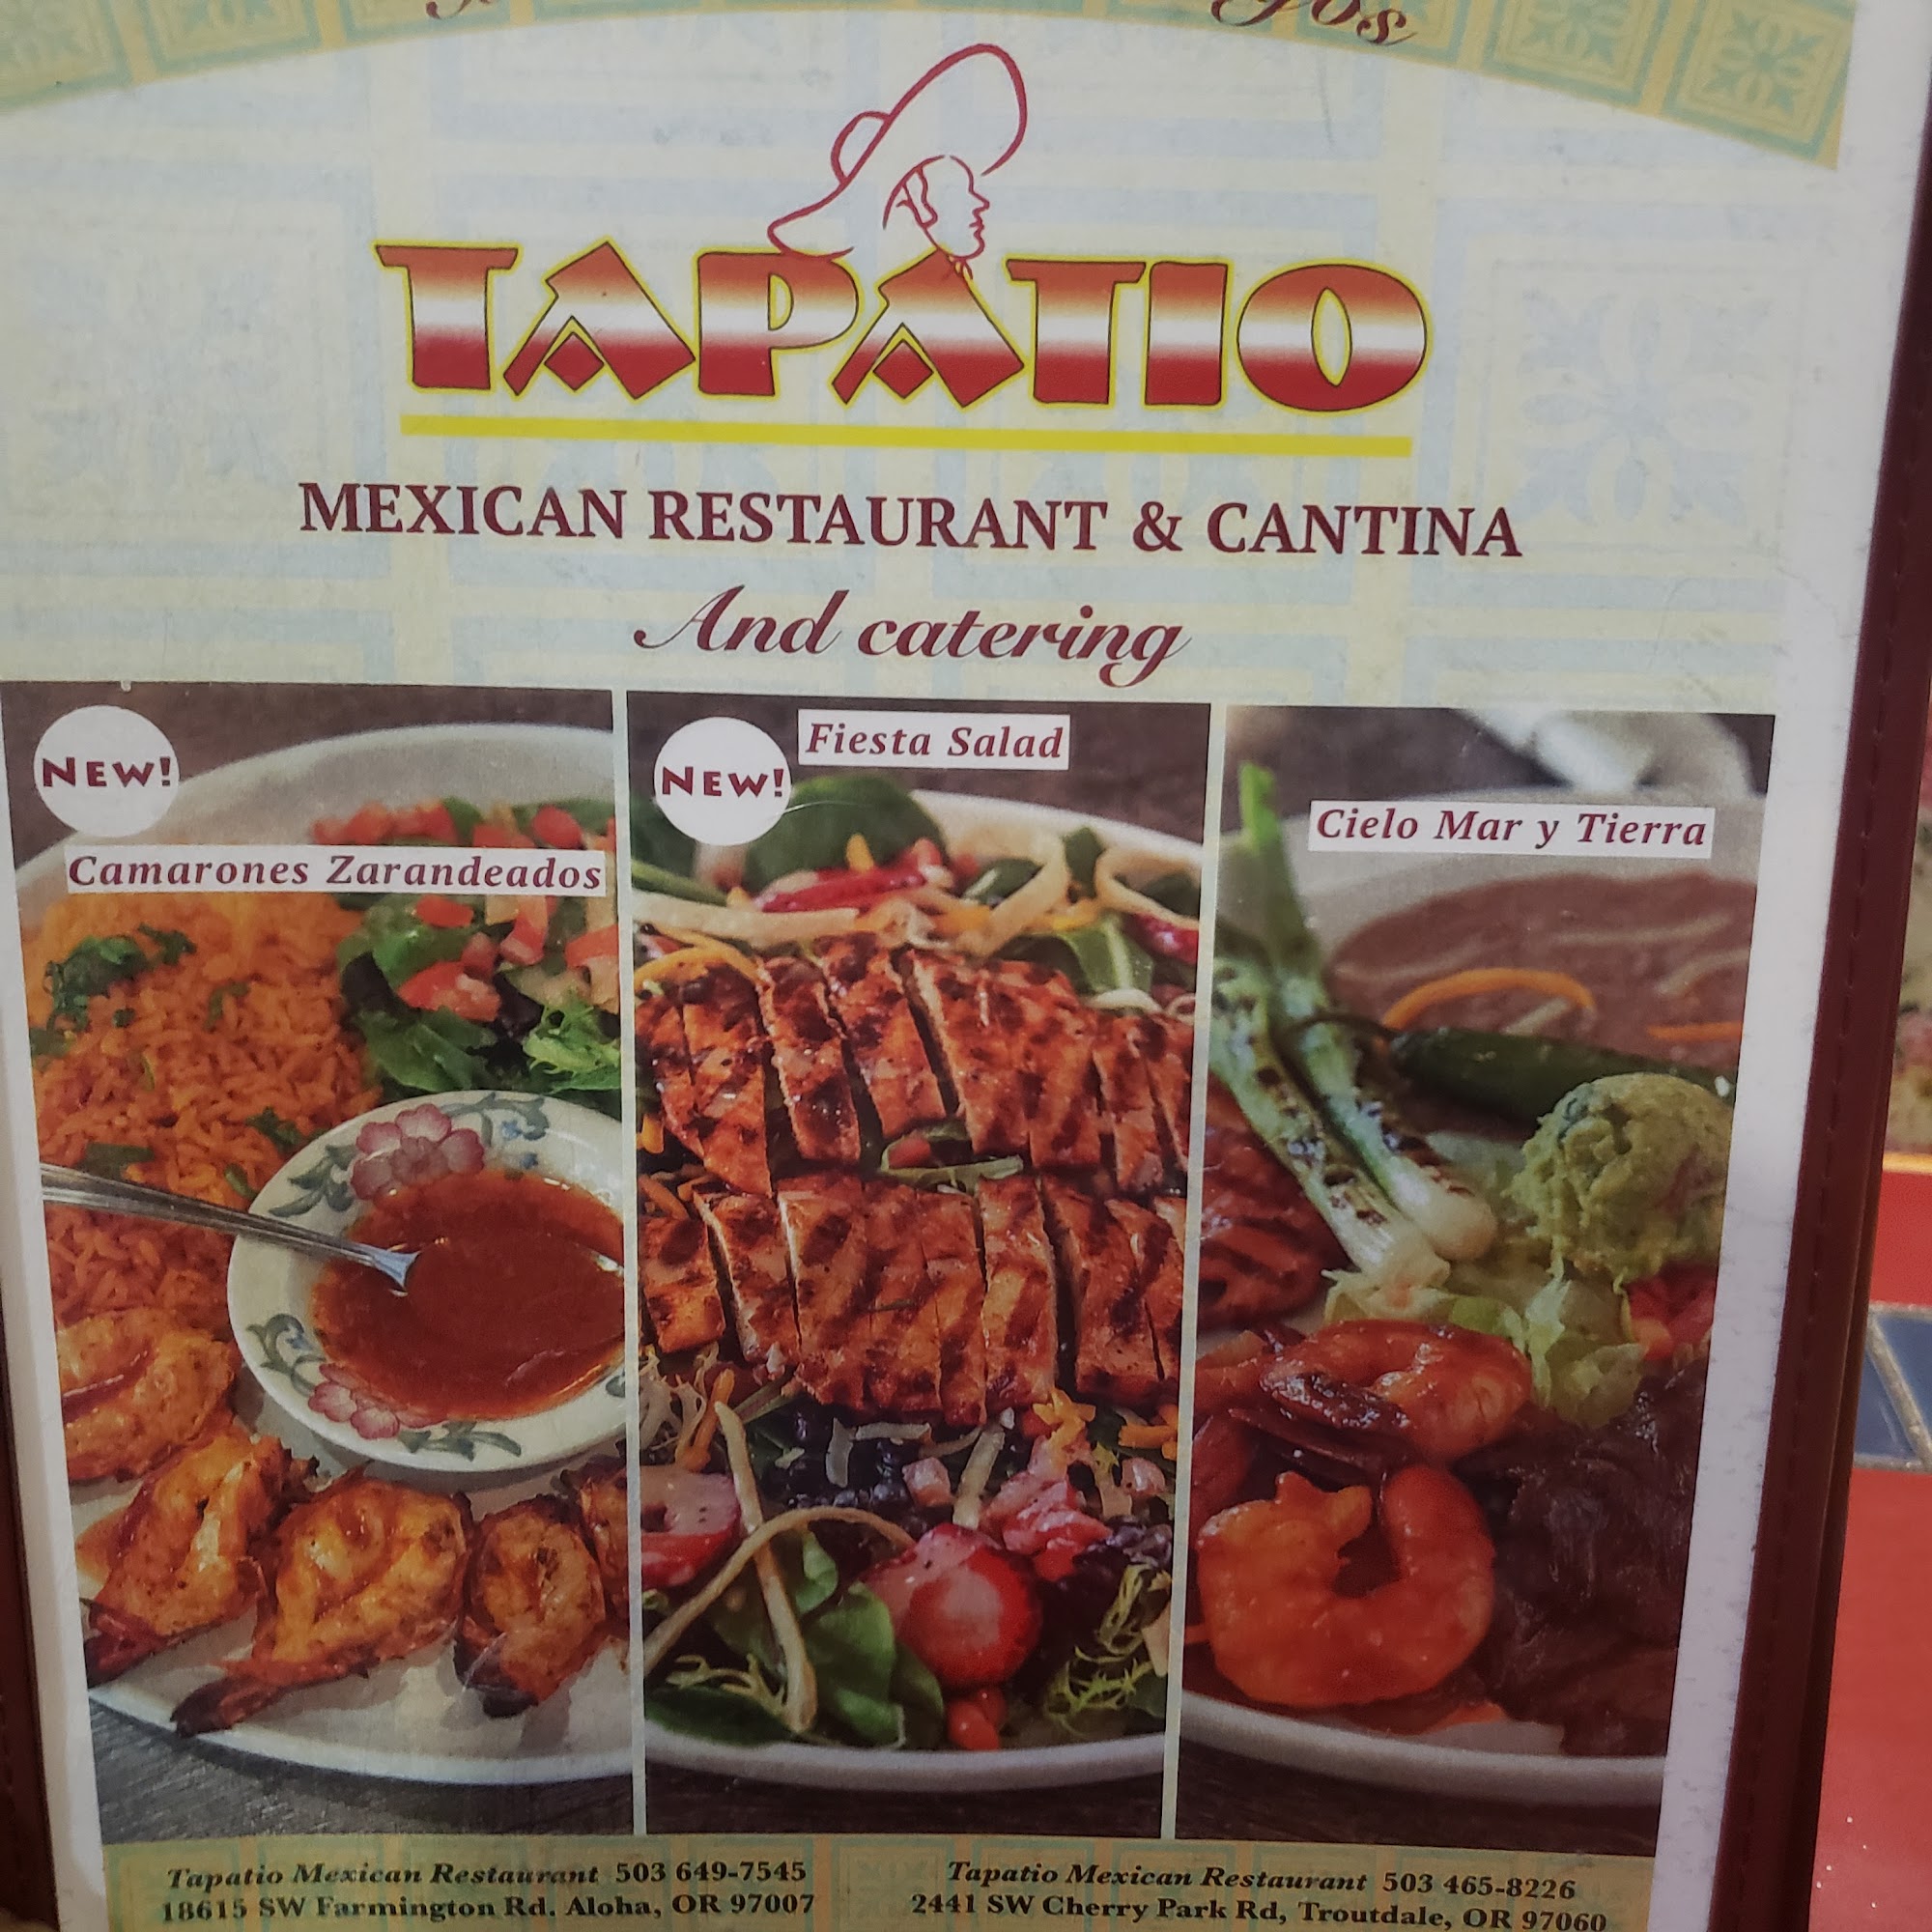 TAPATIO
MEXICAN RESTAURANT & CANTINA
And catering
NEW!
Camarones Zarandeados
NEW!
Fiesta Salad
Cielo Mar y Tierra
Tapatio Mexican Restaurant 503 649-7545
18615 SW Farmington Rd. Aloha, OR 97007
Tapatio Mexican Restaurant 503 465-8226
2441 SW Cherry Park Rd, Troutdale, OR 97060